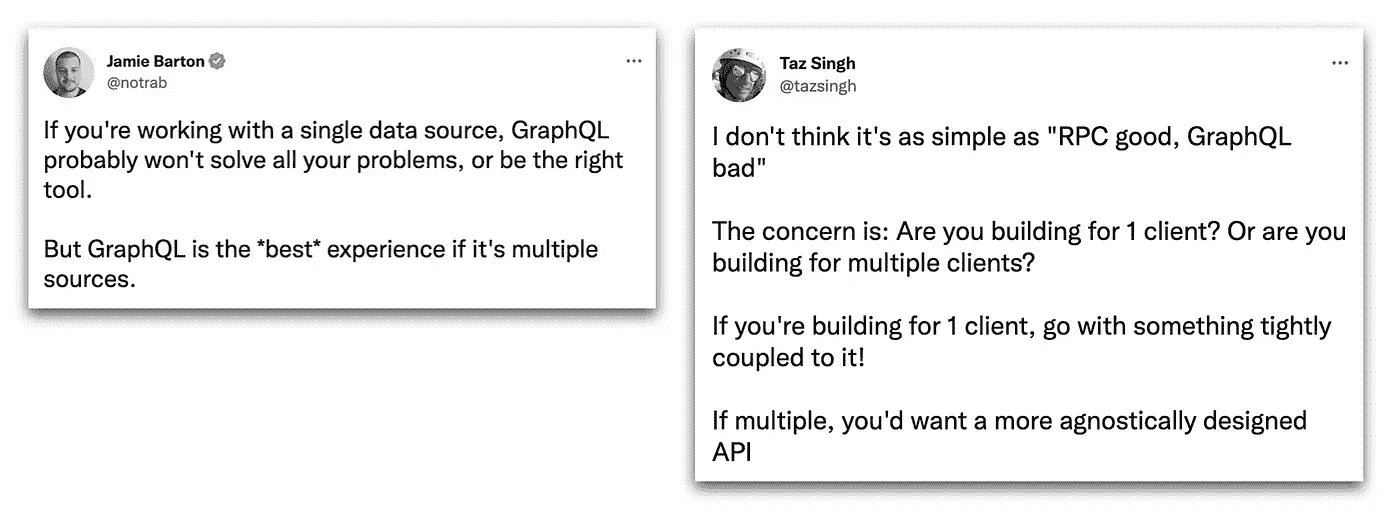 Jamie Barton
@notrab
If you're working with a single data source, GraphQL
probably won't solve all your problems, or be the right
tool.
But GraphQL is the *best* experience if it's multiple
sources.
Taz Singh
@tazsingh
I don't think it's as simple as "RPC good, GraphQL
bad"
The concern is: Are you building for 1 client? Or are you
building for multiple clients?
If you're building for 1 client, go with something tightly
coupled to it!
If multiple, you'd want a more agnostically designed
API